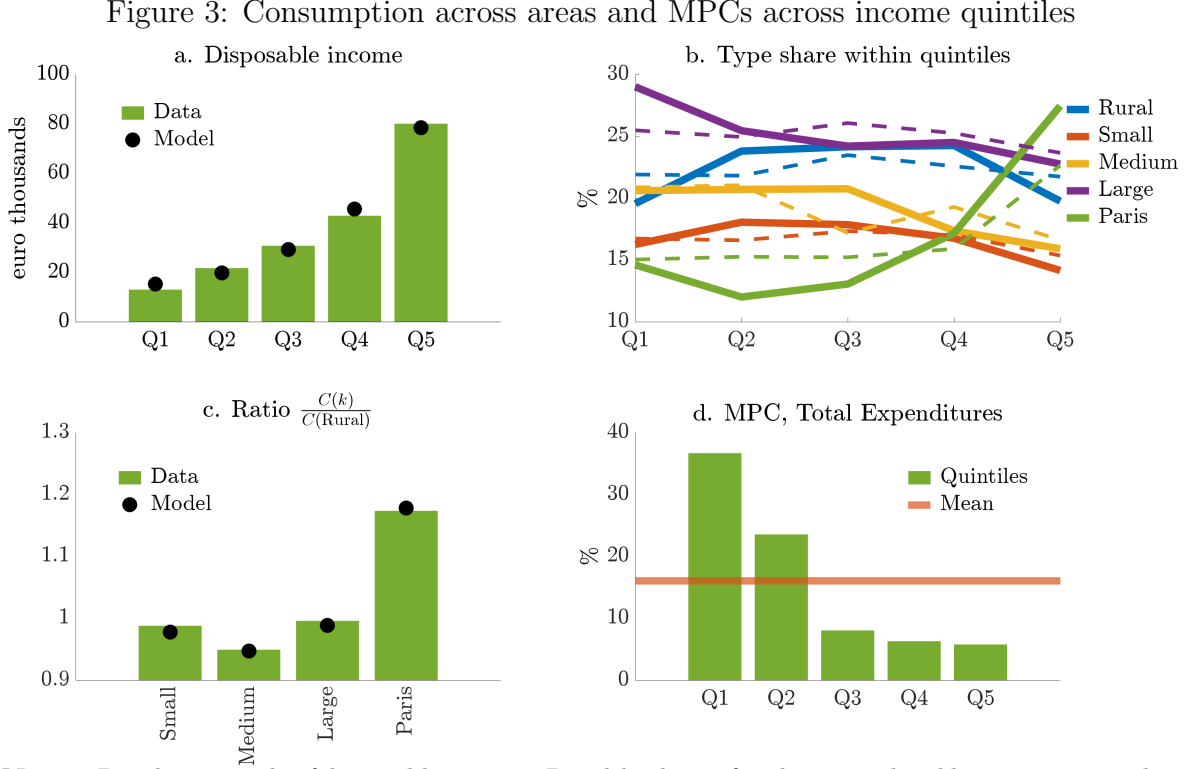 Figure 3: Consumption across areas and MPCs across income quintiles
a. Disposable income
100
80
60
40
20
0
euro thousands
Data
Model
Q1 Q2 Q3 Q4 Q5
b. Type share within quintiles
30
25
20
15
10
%
Rural
Small
Medium
Large
Paris
Q1 Q2 Q3 Q4 Q5
c. Ratio C(k)/C(Rural)
1.3
1.2
1.1
1
0.9
Data
Model
Small
Medium
Large
Paris
d. MPC, Total Expenditures
40
30
20
10
0
%
Quintiles
Mean
Q1 Q2 Q3 Q4 Q5